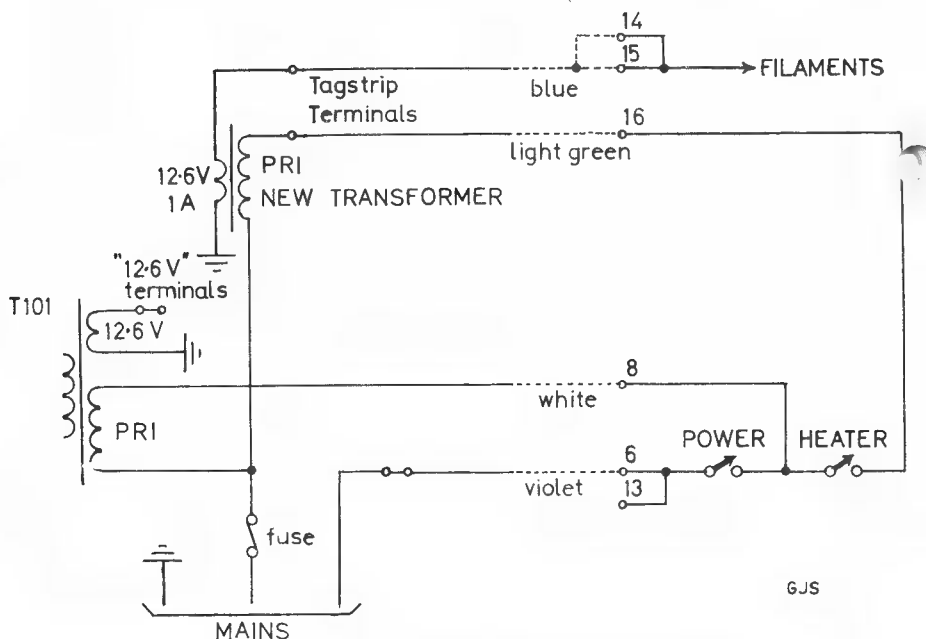 14
15
FILAMENTS
Tagstrip
Terminals
blue
16
light green
PRI
12·6V
1A
NEW TRANSFORMER
"12·6V"
terminals
T101
12·6V
8
white
PRI
POWER
HEATER
6
violet
13
fuse
GJS
MAINS